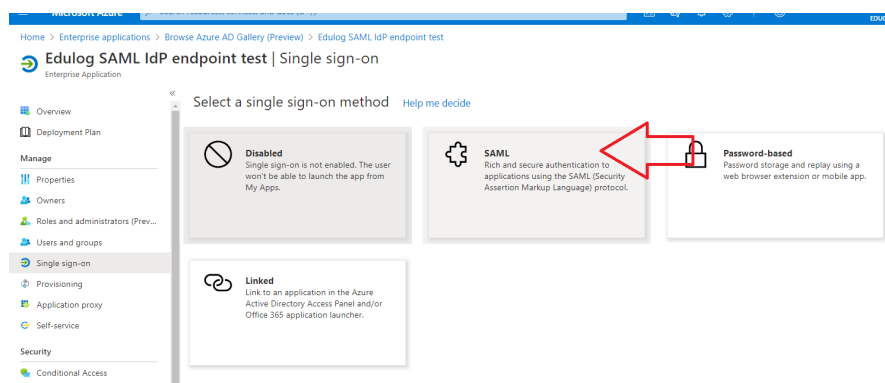 Microsoft Azure
Home > Enterprise applications > Browse Azure AD Gallery (Preview) > Edulog SAML IdP endpoint test
Edulog SAML IdP endpoint test | Single sign-on
Enterprise Application
«
Select a single sign-on method Help me decide
Overview
Deployment Plan
Manage
Properties
Owners
Roles and administrators (Prev...
Users and groups
Single sign-on
Provisioning
Application proxy
Self-service
Security
Conditional Access
Disabled
Single sign-on is not enabled. The user
won't be able to launch the app from
My Apps.
SAML
Rich and secure authentication to
applications using the SAML (Security
Assertion Markup Language) protocol.
Password-based
Password storage and replay using a
web browser extension or mobile app.
Linked
Link to an application in the Azure
Active Directory Access Panel and/or
Office 365 application launcher.